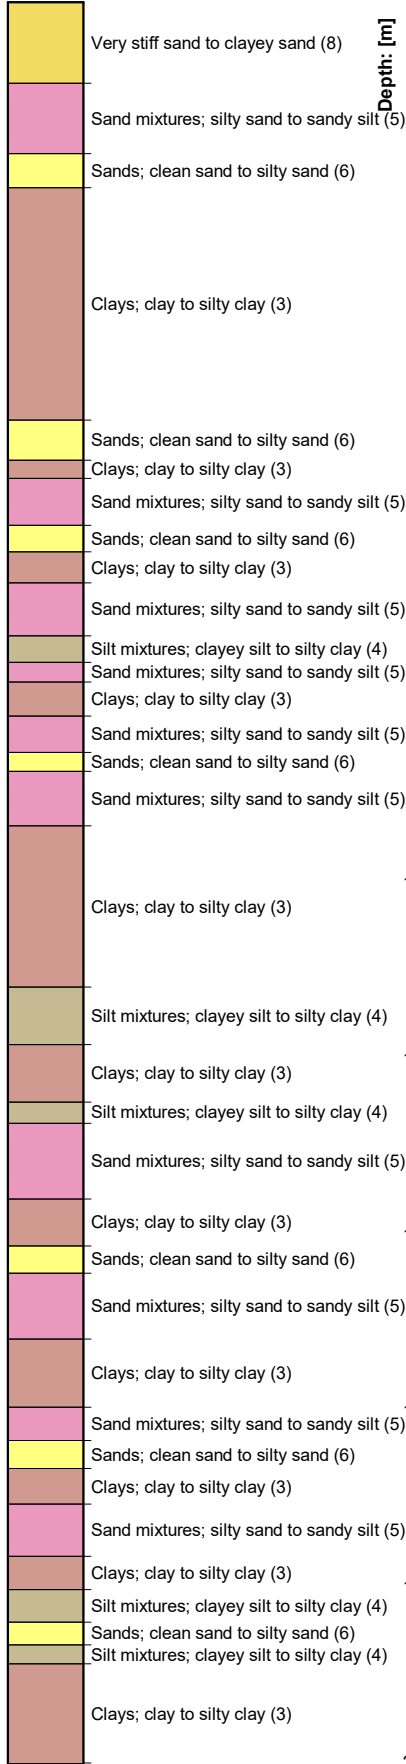 Very stiff sand to clayey sand (8)
Depth: [m]
Sand mixtures; silty sand to sandy silt (5)
Sands; clean sand to silty sand (6)
Clays; clay to silty clay (3)
Sands; clean sand to silty sand (6)
Clays; clay to silty clay (3)
Sand mixtures; silty sand to sandy silt (5)
Sands; clean sand to silty sand (6)
Clays; clay to silty clay (3)
Sand mixtures; silty sand to sandy silt (5)
Silt mixtures; clayey silt to silty clay (4)
Sand mixtures; silty sand to sandy silt (5)
Clays; clay to silty clay (3)
Sand mixtures; silty sand to sandy silt (5)
Sands; clean sand to silty sand (6)
Sand mixtures; silty sand to sandy silt (5)
Clays; clay to silty clay (3)
Silt mixtures; clayey silt to silty clay (4)
Clays; clay to silty clay (3)
Silt mixtures; clayey silt to silty clay (4)
Sand mixtures; silty sand to sandy silt (5)
Clays; clay to silty clay (3)
Sands; clean sand to silty sand (6)
Sand mixtures; silty sand to sandy silt (5)
Clays; clay to silty clay (3)
Sand mixtures; silty sand to sandy silt (5)
Sands; clean sand to silty sand (6)
Clays; clay to silty clay (3)
Sand mixtures; silty sand to sandy silt (5)
Clays; clay to silty clay (3)
Silt mixtures; clayey silt to silty clay (4)
Sands; clean sand to silty sand (6)
Silt mixtures; clayey silt to silty clay (4)
Clays; clay to silty clay (3)